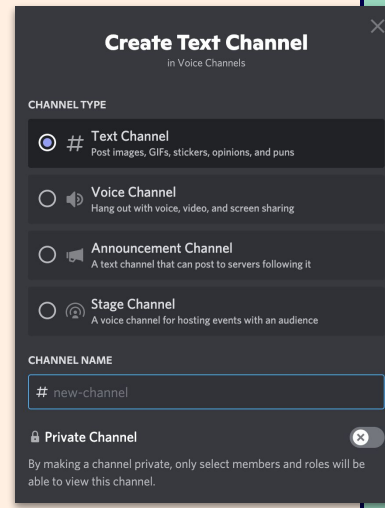 Create Text Channel
in Voice Channels
CHANNEL TYPE
# Text Channel
Post images, GIFs, stickers, opinions, and puns
Voice Channel
Hang out with voice, video, and screen sharing
Announcement Channel
A text channel that can post to servers following it
Stage Channel
A voice channel for hosting events with an audience
CHANNEL NAME
# new-channel
Private Channel
By making a channel private, only select members and roles will be
able to view this channel.